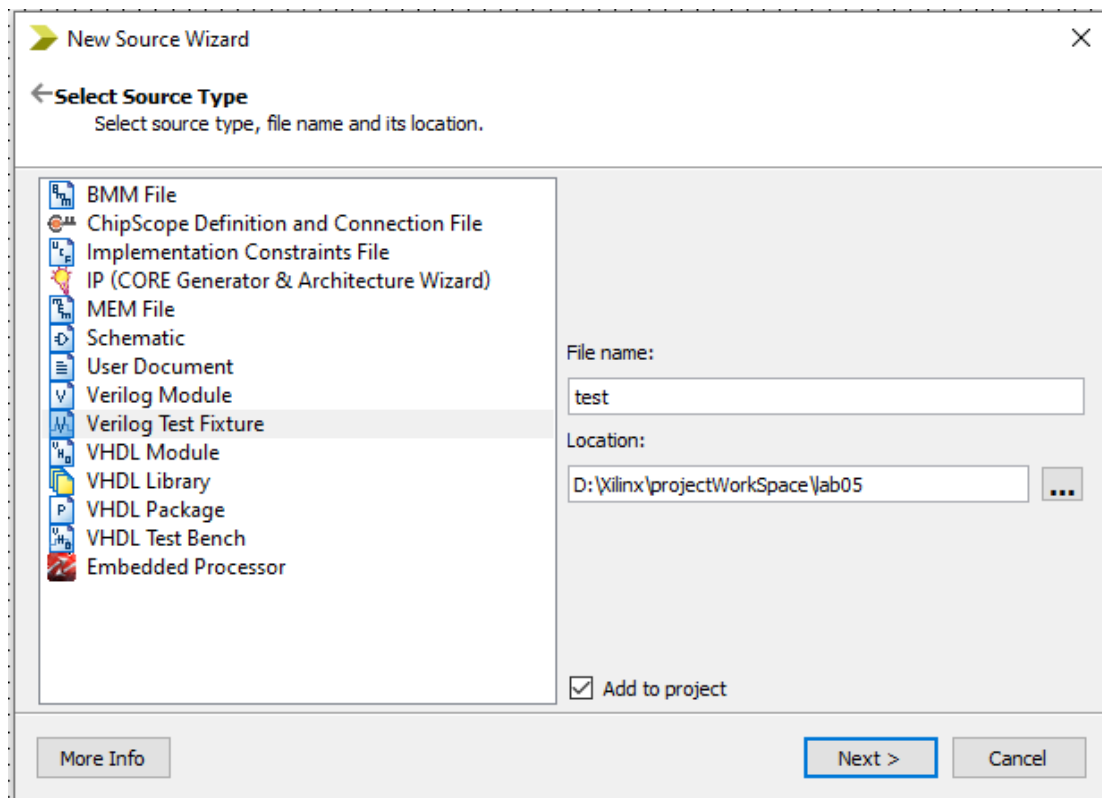 New Source Wizard
Select Source Type
Select source type, file name and its location.
BMM File
ChipScope Definition and Connection File
Implementation Constraints File
IP (CORE Generator & Architecture Wizard)
MEM File
Schematic
User Document
Verilog Module
Verilog Test Fixture
VHDL Module
VHDL Library
VHDL Package
VHDL Test Bench
Embedded Processor
File name:
test
Location:
D:\Xilinx\projectWorkSpace\lab05
...
Add to project
More Info
Next >
Cancel